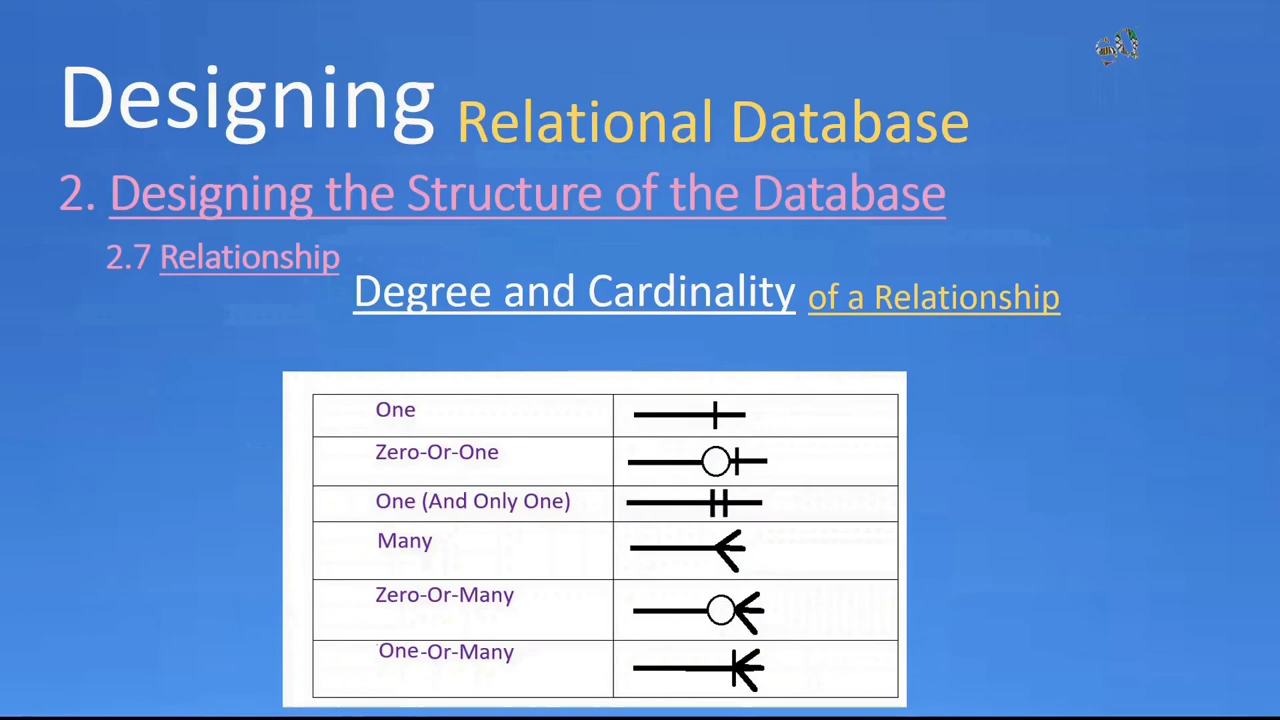 Designing Relational Database
2. Designing the Structure of the Database
2.7 Relationship
Degree and Cardinality of a Relationship
One
Zero-Or-One
One (And Only One)
Many
Zero-Or-Many
One-Or-Many